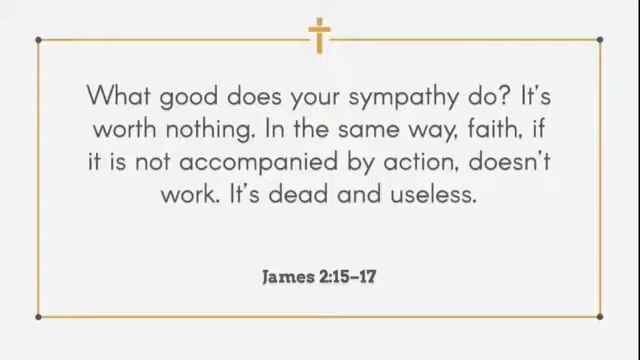 What good does your sympathy do? It's
worth nothing. In the same way, faith, if
it is not accompanied by action, doesn't
work. It's dead and useless.
James 2:15–17